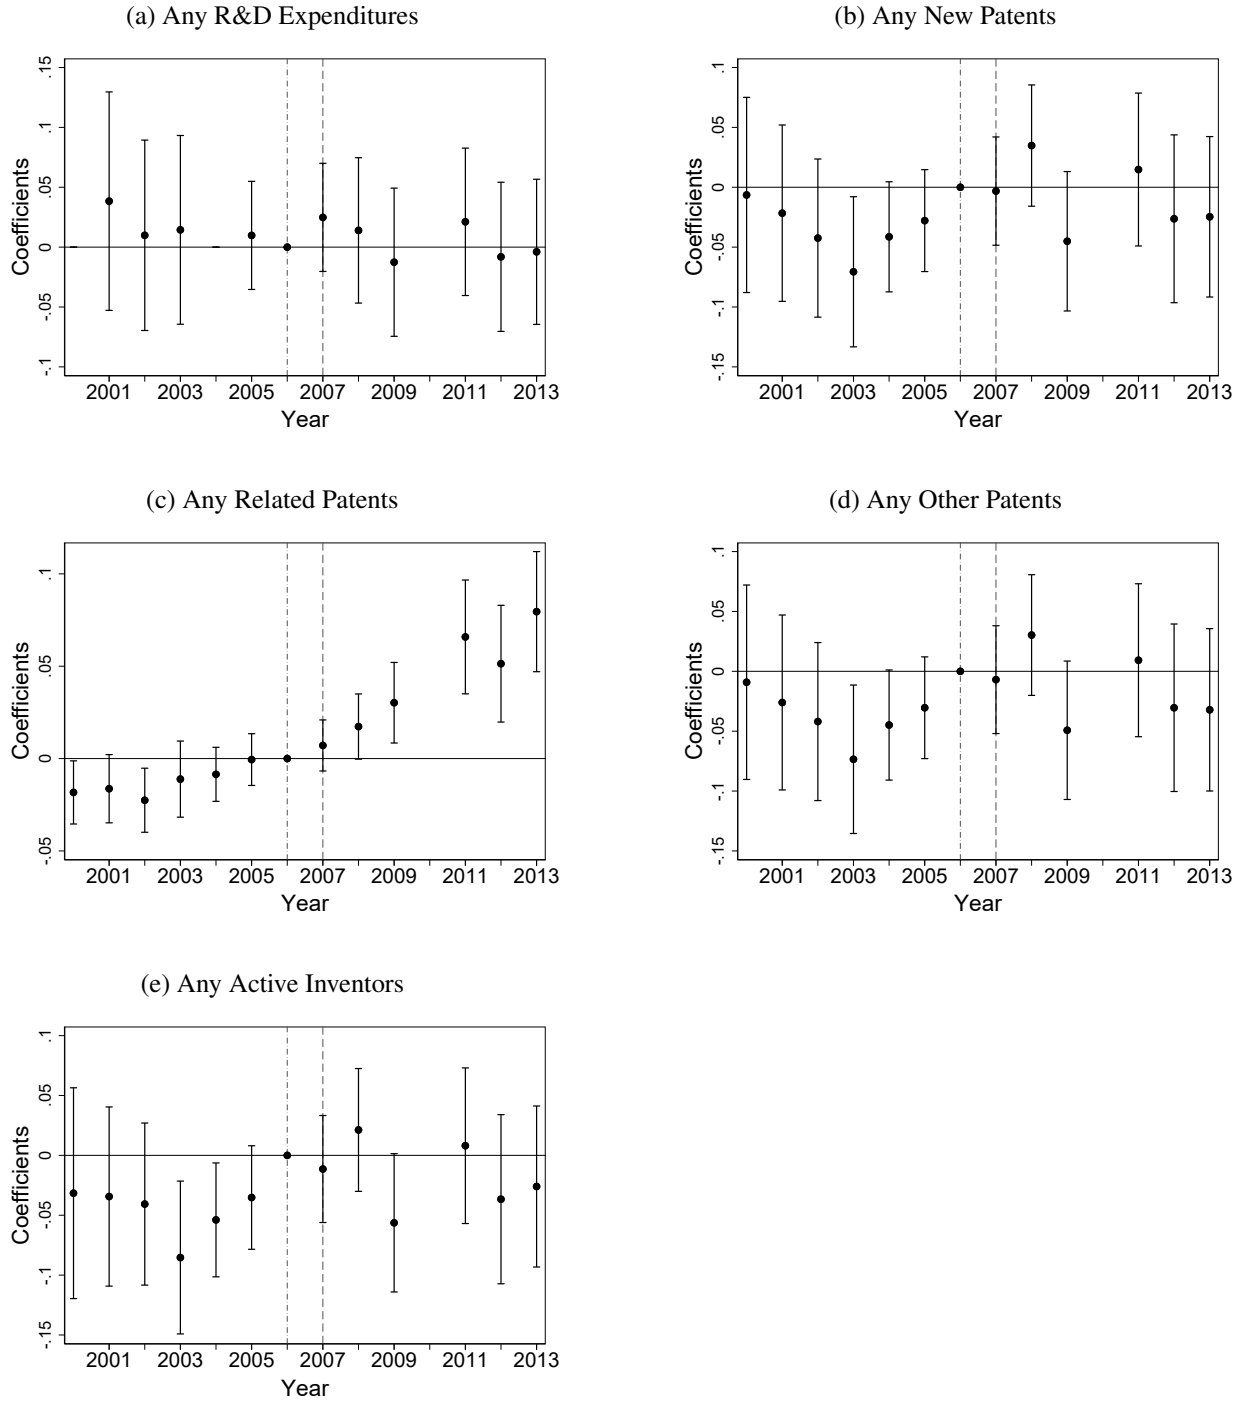 (a) Any R&D Expenditures
Coefficients
.15
.1
.05
0
-.05
-.1
2001 2003 2005 2007 2009 2011 2013
Year
(b) Any New Patents
Coefficients
.1
.05
0
-.05
-.1
-.15
2001 2003 2005 2007 2009 2011 2013
Year
(c) Any Related Patents
Coefficients
.1
.05
0
-.05
2001 2003 2005 2007 2009 2011 2013
Year
(d) Any Other Patents
Coefficients
.1
.05
0
-.05
-.1
-.15
2001 2003 2005 2007 2009 2011 2013
Year
(e) Any Active Inventors
Coefficients
.1
.05
0
-.05
-.1
-.15
2001 2003 2005 2007 2009 2011 2013
Year